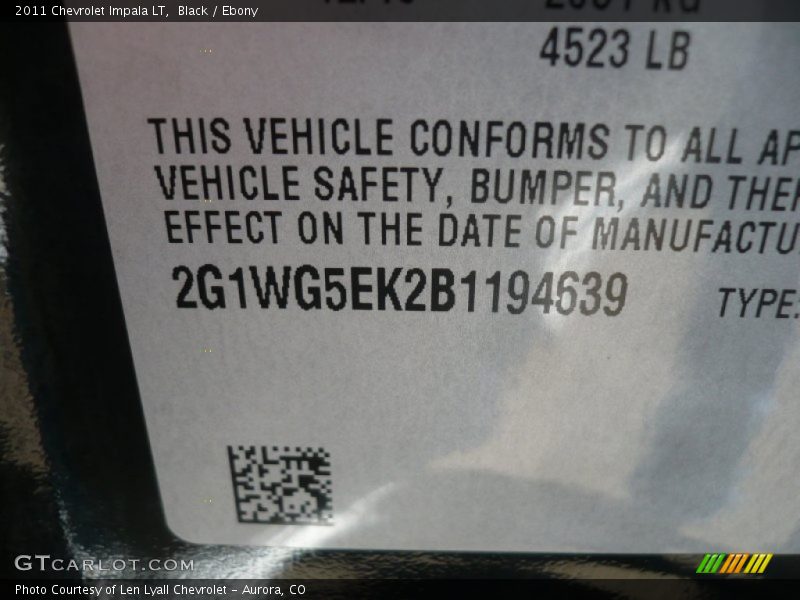 2011 Chevrolet Impala LT, Black / Ebony
4523 LB
THIS VEHICLE CONFORMS TO ALL AP
VEHICLE SAFETY, BUMPER, AND THER
EFFECT ON THE DATE OF MANUFACTU
2G1WG5EK2B1194639
TYPE:
GTCARLOT.COM
Photo Courtesy of Len Lyall Chevrolet - Aurora, CO